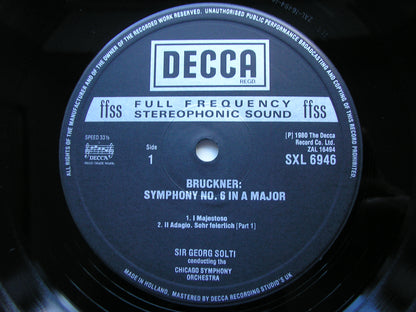 ALL RIGHTS OF THE MANUFACTURER AND OF THE OWNER OF THE RECORDED WORK RESERVED. UNAUTHORISED PUBLIC PERFORMANCE BROADCASTING AND COPYING OF THIS RECORD PROHIBITED.
DECCA
REGD
ffss FULL FREQUENCY ffss
STEREOPHONIC SOUND
SPEED 33⅓
DECCA
Side
1
(P) 1980 The Decca
Record Co. Ltd.
ZAL 16494
SXL 6946
BRUCKNER:
SYMPHONY NO. 6 IN A MAJOR
1. I Majestoso
2. II Adagio. Sehr feierlich [Part 1]
SIR GEORG SOLTI
conducting the
CHICAGO SYMPHONY
ORCHESTRA
MADE IN HOLLAND. MASTERED BY DECCA RECORDING STUDIO'S UK